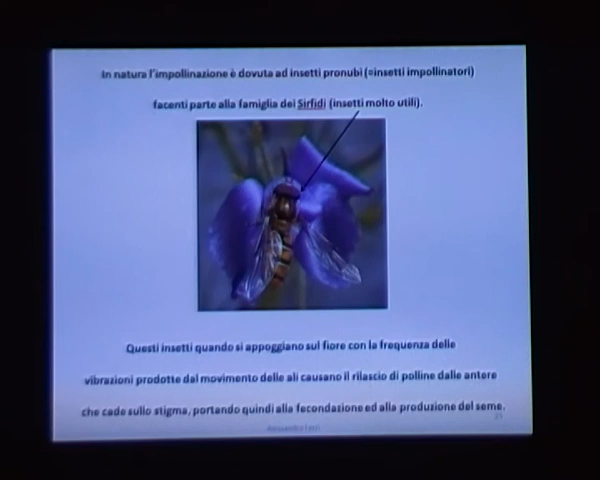 In natura l'impollinazione è dovuta ad insetti pronubi (=insetti impollinatori)
facenti parte alla famiglia dei Sirfidi (insetti molto utili).
Questi insetti quando si appoggiano sul fiore con la frequenza delle
vibrazioni prodotte dal movimento delle ali causano il rilascio di polline dalle antere
che cade sullo stigma, portando quindi alla fecondazione ed alla produzione del seme.